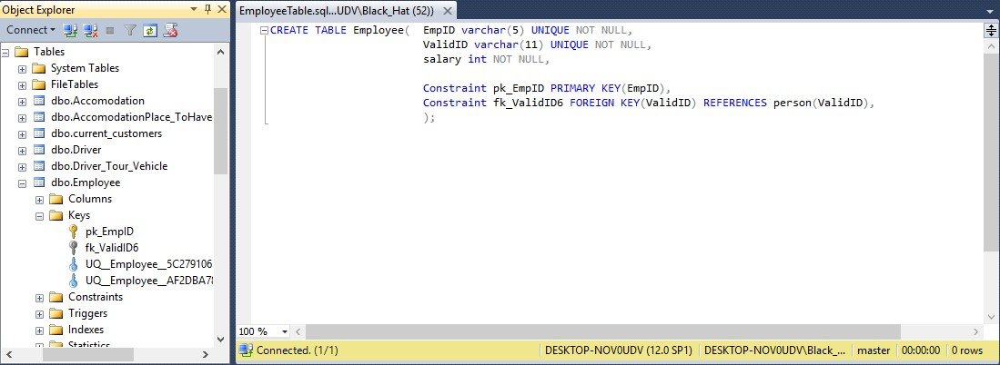 Object Explorer
Connect
Tables
System Tables
FileTables
dbo.Accomodation
dbo.AccomodationPlace_ToHave
dbo.current_customers
dbo.Driver
dbo.Driver_Tour_Vehicle
dbo.Employee
Columns
Keys
pk_EmpID
fk_ValidID6
UQ__Employee__5C279106
UQ__Employee__AF2DBA78
Constraints
Triggers
Indexes
Statistics
EmployeeTable.sql...UDV\Black_Hat (52))
CREATE TABLE Employee( EmpID varchar(5) UNIQUE NOT NULL,
ValidID varchar(11) UNIQUE NOT NULL,
salary int NOT NULL,
Constraint pk_EmpID PRIMARY KEY(EmpID),
Constraint fk_ValidID6 FOREIGN KEY(ValidID) REFERENCES person(ValidID),
);
100 %
Connected. (1/1)
DESKTOP-NOV0UDV (12.0 SP1)
DESKTOP-NOV0UDV\Black_...
master
00:00:00
0 rows